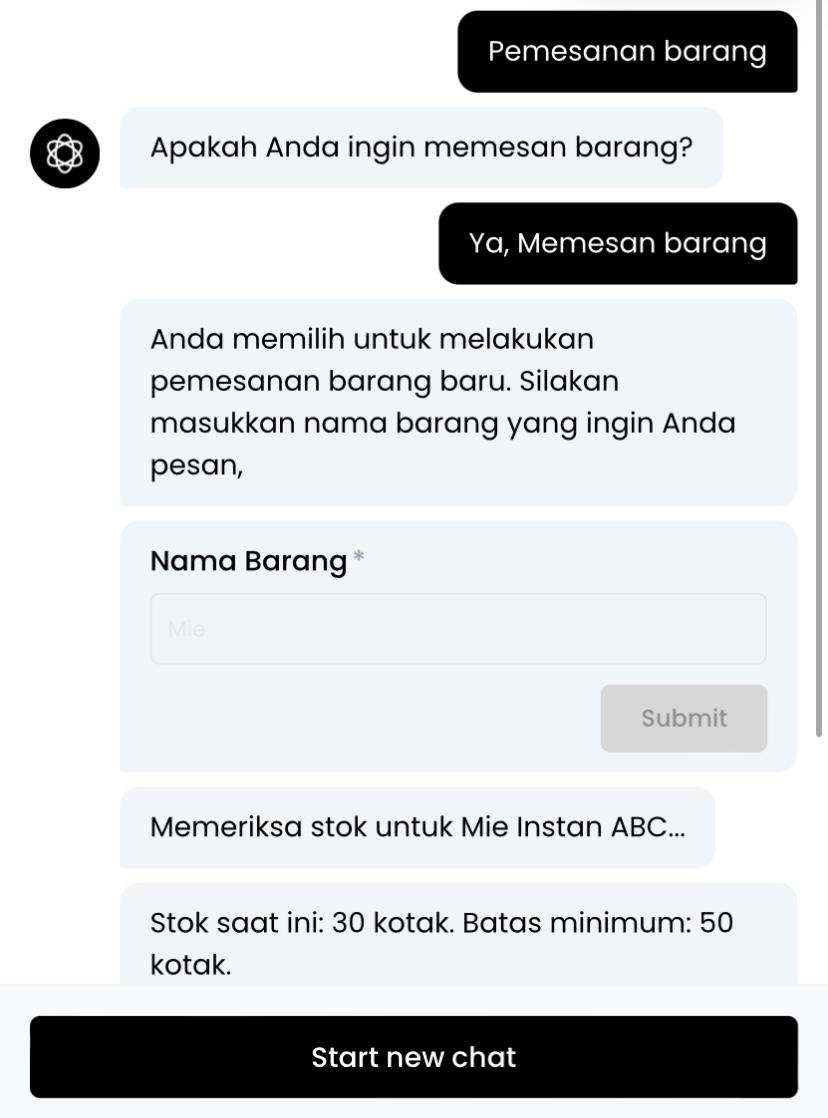 Pemesanan barang
Apakah Anda ingin memesan barang?
Ya, Memesan barang
Anda memilih untuk melakukan
pemesanan barang baru. Silakan
masukkan nama barang yang ingin Anda
pesan,
Nama Barang *
Mie
Submit
Memeriksa stok untuk Mie Instan ABC...
Stok saat ini: 30 kotak. Batas minimum: 50
kotak.
Start new chat